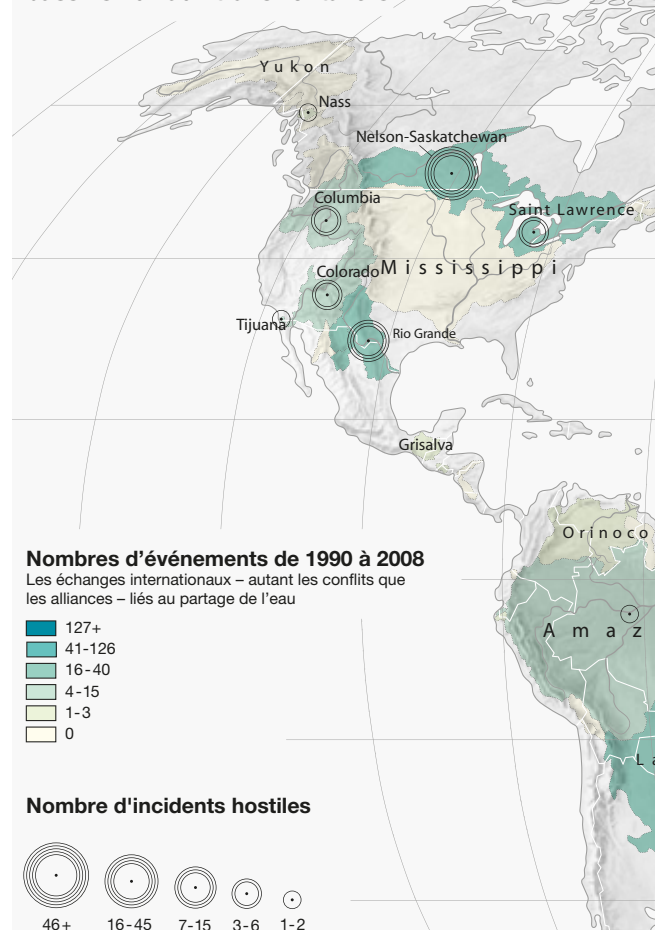 Yukon
Nass
Nelson-Saskatchewan
Columbia
Saint Lawrence
Mississippi
Colorado
Tijuana
Rio Grande
Grisalva
Orinoco
Amaz
La
Nombres d’événements de 1990 à 2008
Les échanges internationaux – autant les conflits que
les alliances – liés au partage de l’eau
127+
41-126
16-40
4-15
1-3
0
Nombre d'incidents hostiles
46+ 16-45 7-15 3-6 1-2